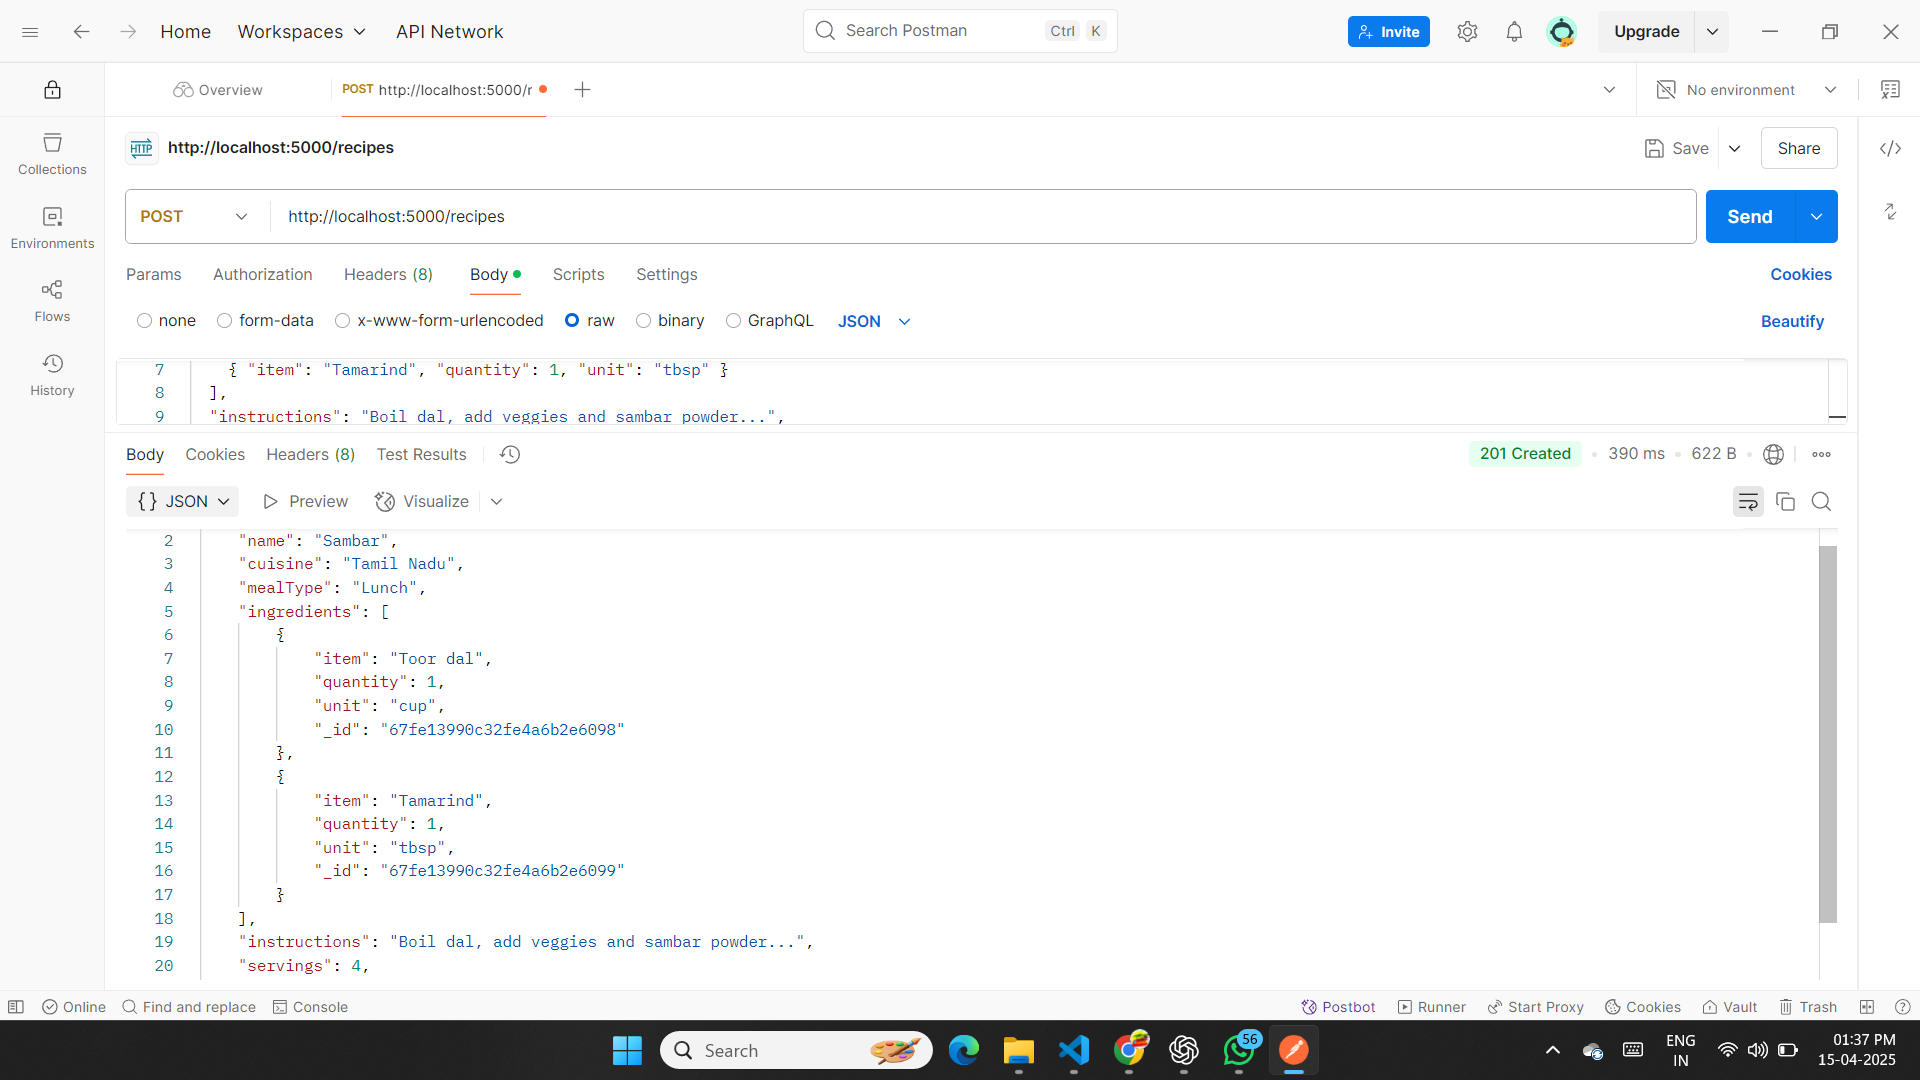 Home
Workspaces
API Network
Search Postman
Ctrl
K
Invite
Upgrade
Overview
POST http://localhost:5000/r
No environment
Collections
Environments
Flows
History
HTTP
http://localhost:5000/recipes
Save
Share
POST
http://localhost:5000/recipes
Send
Params
Authorization
Headers (8)
Body
Scripts
Settings
Cookies
none
form-data
x-www-form-urlencoded
raw
binary
GraphQL
JSON
Beautify
7 { "item": "Tamarind", "quantity": 1, "unit": "tbsp" }
8 ],
9 "instructions": "Boil dal, add veggies and sambar powder...",
Body
Cookies
Headers (8)
Test Results
201 Created
390 ms
622 B
{} JSON
Preview
Visualize
2 "name": "Sambar",
3 "cuisine": "Tamil Nadu",
4 "mealType": "Lunch",
5 "ingredients": [
6 {
7 "item": "Toor dal",
8 "quantity": 1,
9 "unit": "cup",
10 "_id": "67fe13990c32fe4a6b2e6098"
11 },
12 {
13 "item": "Tamarind",
14 "quantity": 1,
15 "unit": "tbsp",
16 "_id": "67fe13990c32fe4a6b2e6099"
17 }
18 ],
19 "instructions": "Boil dal, add veggies and sambar powder...",
20 "servings": 4,
Online
Find and replace
Console
Postbot
Runner
Start Proxy
Cookies
Vault
Trash
Search
56
ENG
IN
01:37 PM
15-04-2025